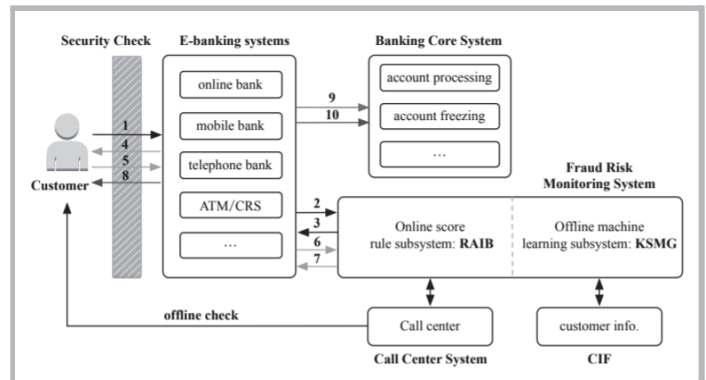 Security Check
E-banking systems
Banking Core System
online bank
mobile bank
telephone bank
ATM/CRS
...
account processing
account freezing
...
1
4
5
8
9
10
Customer
2
3
6
7
Fraud Risk
Monitoring System
Online score
rule subsystem: RAIB
Offline machine
learning subsystem: KSMG
offline check
Call center
Call Center System
customer info.
CIF